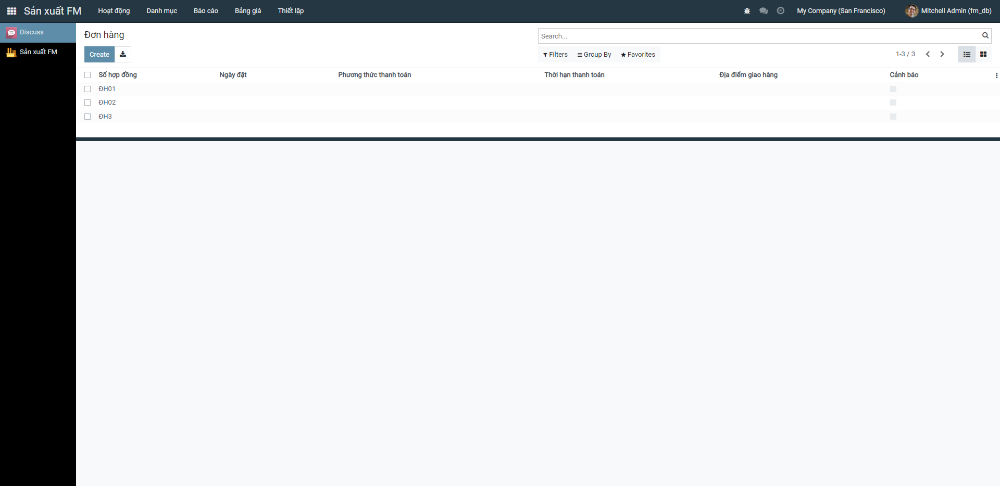 Sản xuất FM Hoạt động Danh mục Báo cáo Bảng giá Thiết lập My Company (San Francisco) Mitchell Admin (fm_db)
Discuss
Sản xuất FM
Đơn hàng
Search...
Create Filters Group By Favorites 1-3 / 3
Số hợp đồng Ngày đặt Phương thức thanh toán Thời hạn thanh toán Địa điểm giao hàng Cảnh báo
ĐH01
ĐH02
ĐH3